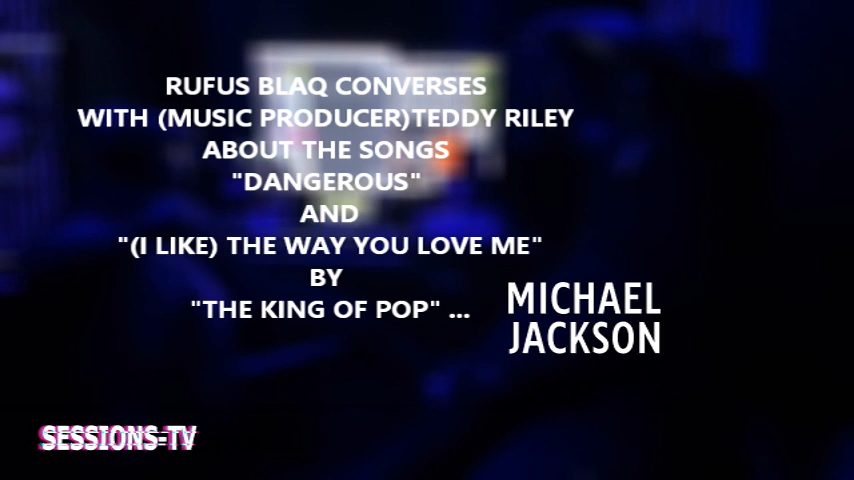 RUFUS BLAQ CONVERSES
WITH (MUSIC PRODUCER)TEDDY RILEY
ABOUT THE SONGS
"DANGEROUS"
AND
"(I LIKE) THE WAY YOU LOVE ME"
BY
"THE KING OF POP" ...
MICHAEL
JACKSON
SESSIONS-TV